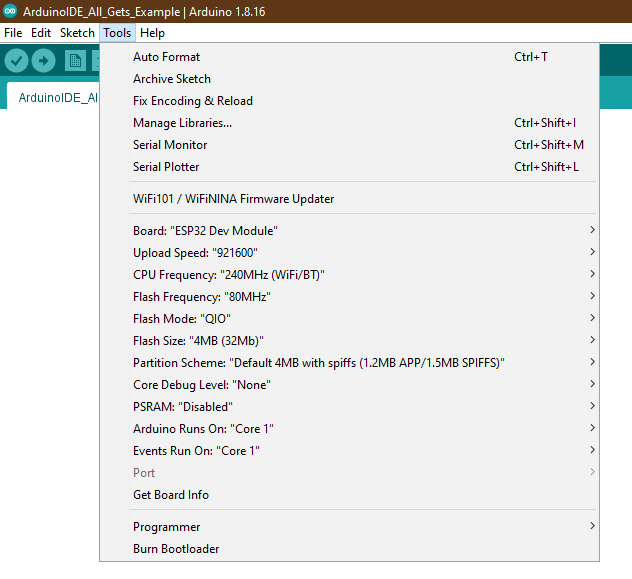 ArduinoIDE_All_Gets_Example | Arduino 1.8.16
File Edit Sketch Tools Help
ArduinoIDE_Al
Auto Format Ctrl+T
Archive Sketch
Fix Encoding & Reload
Manage Libraries... Ctrl+Shift+I
Serial Monitor Ctrl+Shift+M
Serial Plotter Ctrl+Shift+L
WiFi101 / WiFiNINA Firmware Updater
Board: "ESP32 Dev Module"
Upload Speed: "921600"
CPU Frequency: "240MHz (WiFi/BT)"
Flash Frequency: "80MHz"
Flash Mode: "QIO"
Flash Size: "4MB (32Mb)"
Partition Scheme: "Default 4MB with spiffs (1.2MB APP/1.5MB SPIFFS)"
Core Debug Level: "None"
PSRAM: "Disabled"
Arduino Runs On: "Core 1"
Events Run On: "Core 1"
Port
Get Board Info
Programmer
Burn Bootloader